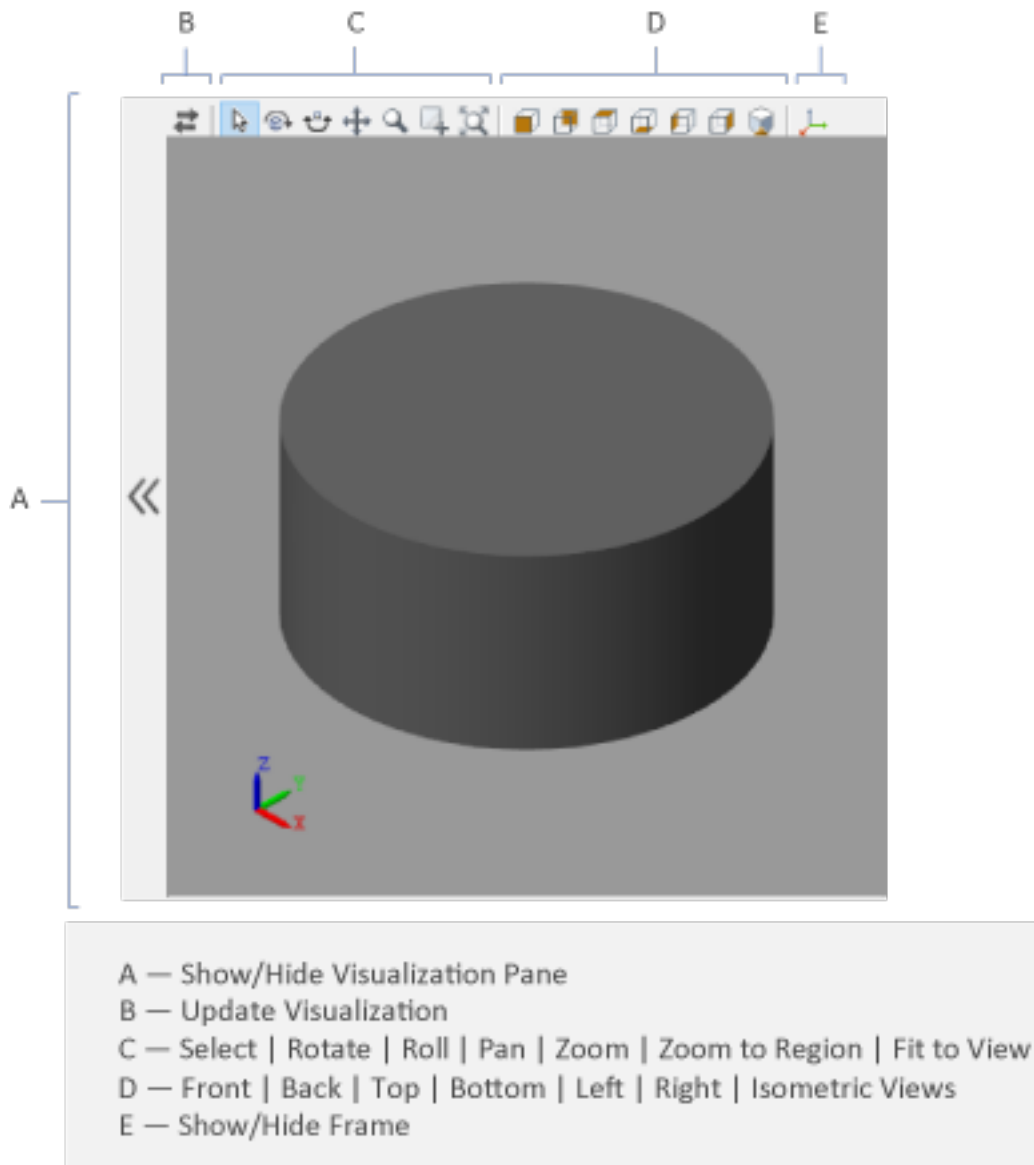 B C D E
A
Z
Y
X
A — Show/Hide Visualization Pane
B — Update Visualization
C — Select | Rotate | Roll | Pan | Zoom | Zoom to Region | Fit to View
D — Front | Back | Top | Bottom | Left | Right | Isometric Views
E — Show/Hide Frame